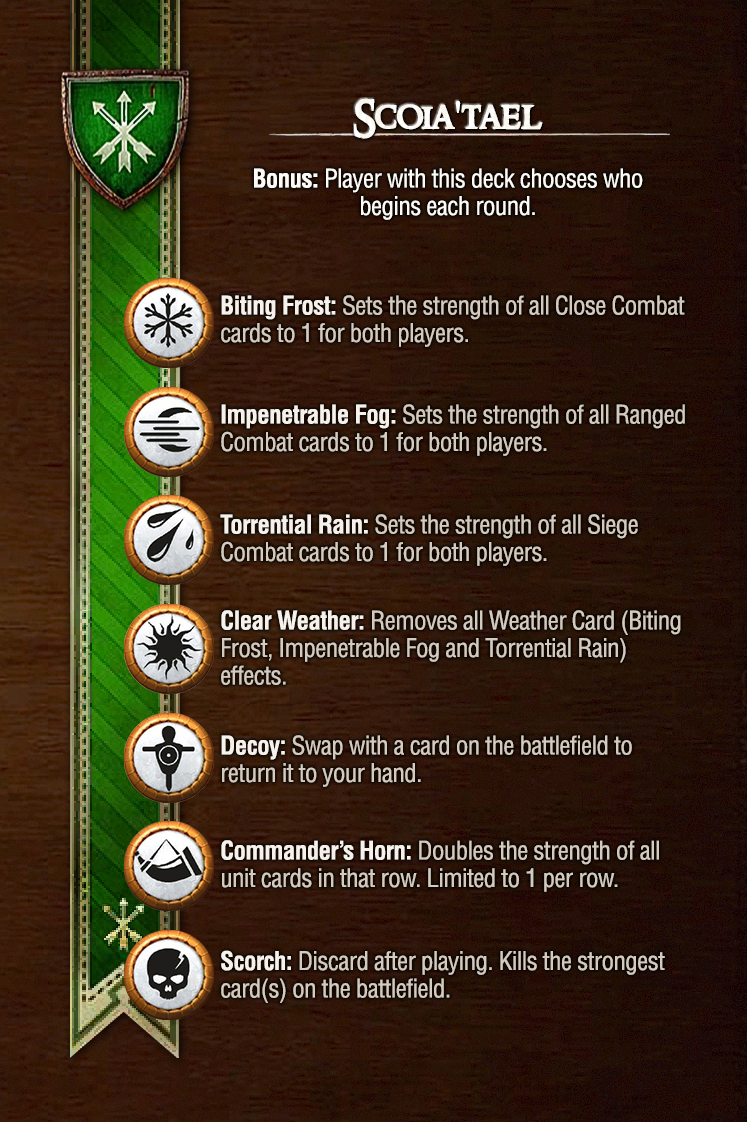 Scoia'tael
Bonus: Player with this deck chooses who
begins each round.
Biting Frost: Sets the strength of all Close Combat
cards to 1 for both players.
Impenetrable Fog: Sets the strength of all Ranged
Combat cards to 1 for both players.
Torrential Rain: Sets the strength of all Siege
Combat cards to 1 for both players.
Clear Weather: Removes all Weather Card (Biting
Frost, Impenetrable Fog and Torrential Rain)
effects.
Decoy: Swap with a card on the battlefield to
return it to your hand.
Commander’s Horn: Doubles the strength of all
unit cards in that row. Limited to 1 per row.
Scorch: Discard after playing. Kills the strongest
card(s) on the battlefield.